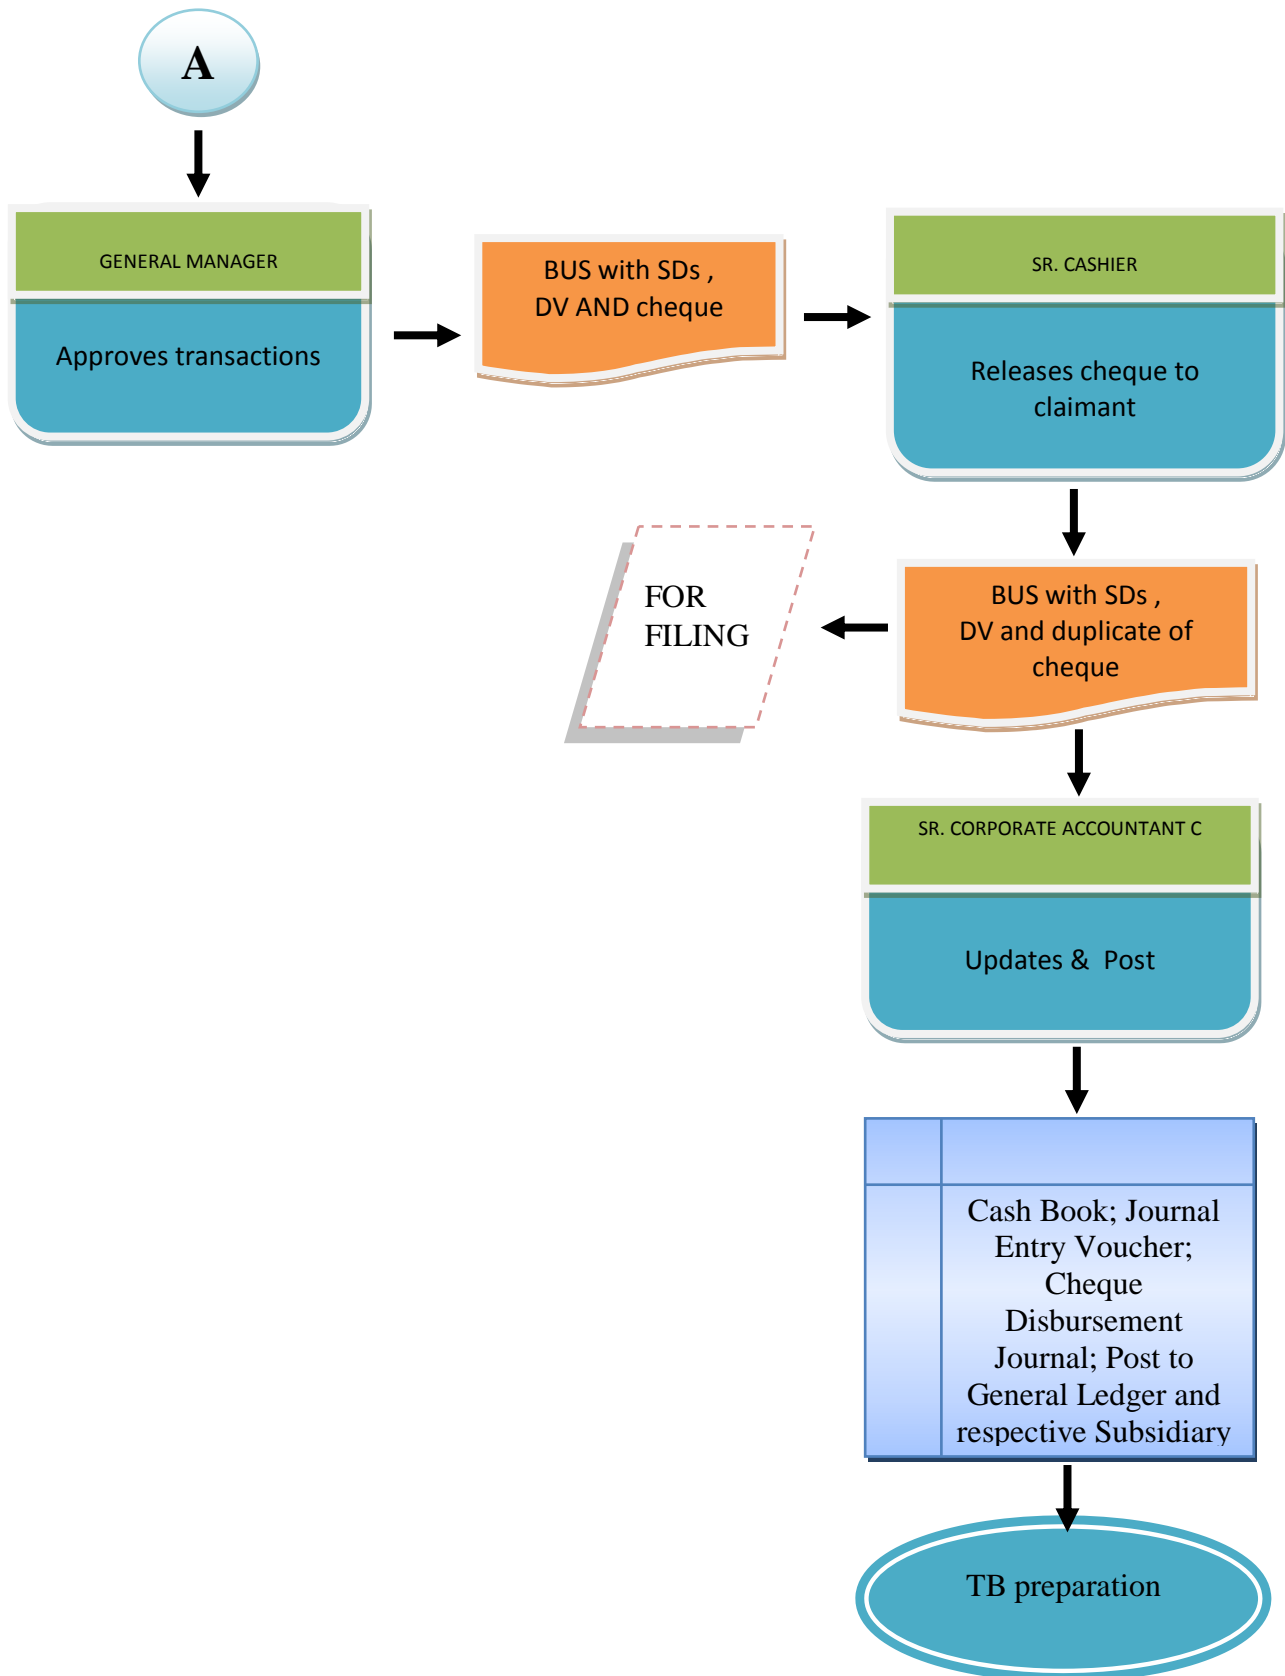 A
GENERAL MANAGER
Approves transactions
BUS with SDs ,
DV AND cheque
SR. CASHIER
Releases cheque to
claimant
BUS with SDs ,
DV and duplicate of
cheque
FOR
FILING
SR. CORPORATE ACCOUNTANT C
Updates &  Post
Cash Book; Journal
Entry Voucher;
Cheque
Disbursement
Journal; Post to
General Ledger and
respective Subsidiary
TB preparation